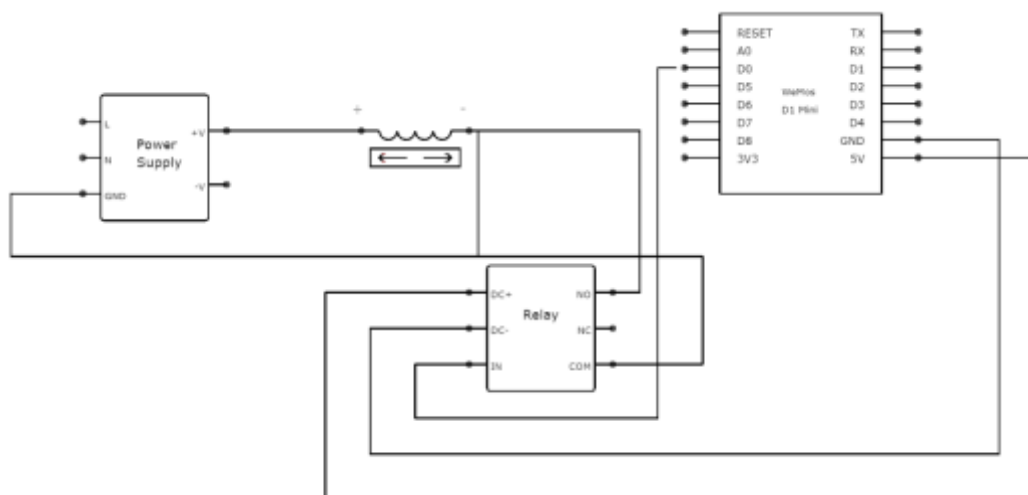 RESET
A0
D0
D5
D6
D7
D8
3V3
WeMos
D1 Mini
TX
RX
D1
D2
D3
D4
GND
5V
L
N
GND
Power
Supply
+V
-V
+
-
DC+
DC-
IN
Relay
NO
NC
COM